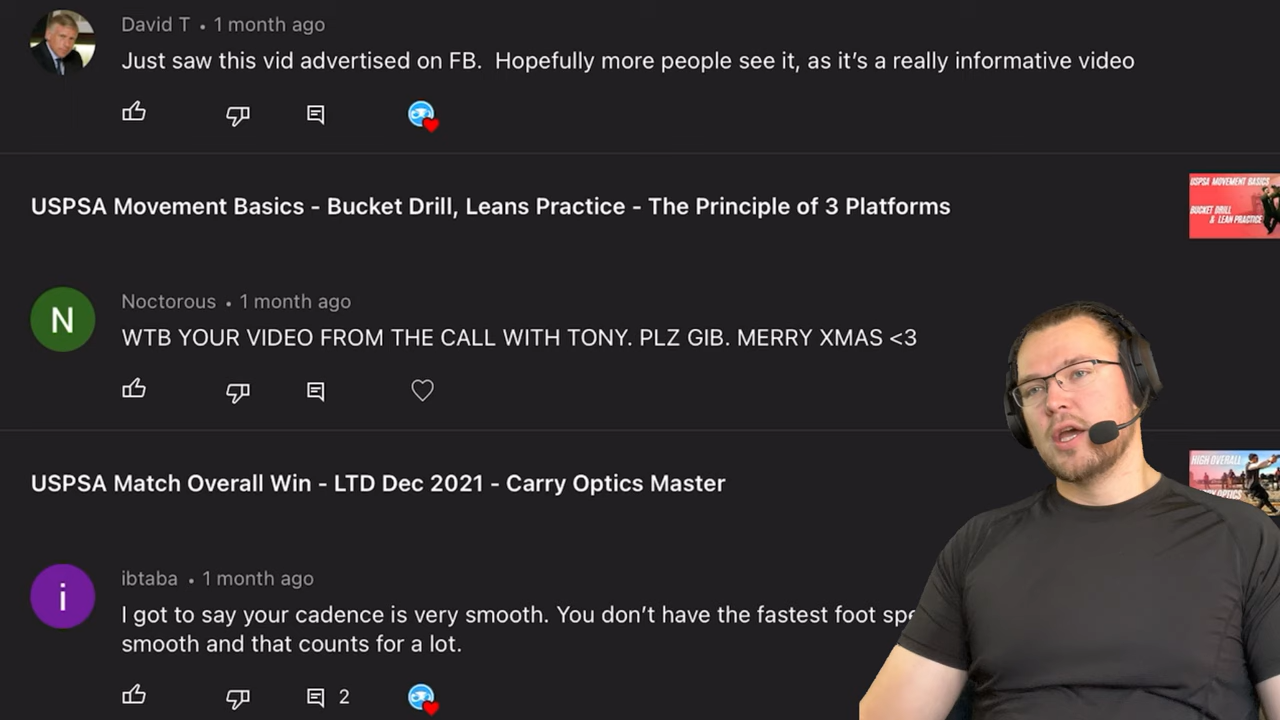 David T • 1 month ago
Just saw this vid advertised on FB.  Hopefully more people see it, as it’s a really informative video
USPSA Movement Basics - Bucket Drill, Leans Practice - The Principle of 3 Platforms
USPSA MOVEMENT BASICS
BUCKET DRILL
& LEAN PRACTICE
N
Noctorous • 1 month ago
WTB YOUR VIDEO FROM THE CALL WITH TONY. PLZ GIB. MERRY XMAS <3
USPSA Match Overall Win - LTD Dec 2021 - Carry Optics Master
HIGH OVERALL
OPTICS
i
ibtaba • 1 month ago
I got to say your cadence is very smooth. You don’t have the fastest foot
smooth and that counts for a lot.
2